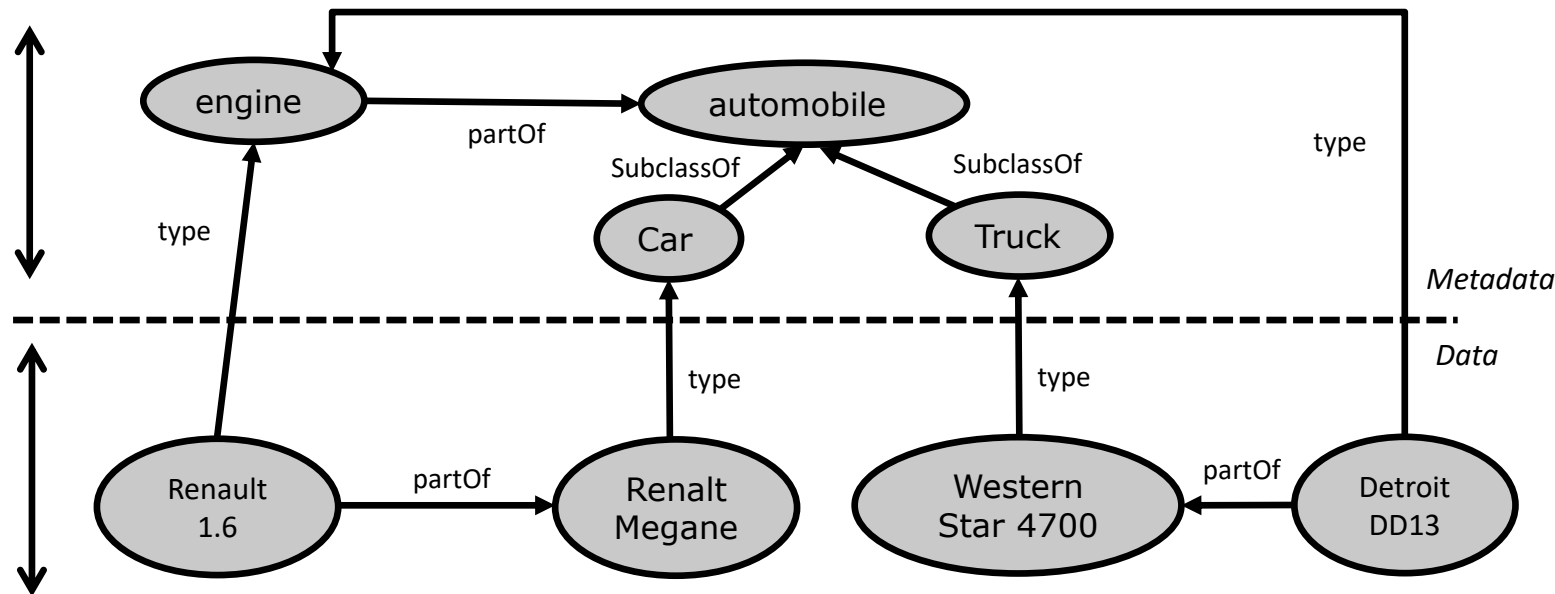 engine
automobile
partOf
type
SubclassOf
SubclassOf
type
Car
Truck
Metadata
Data
type
type
Renault
1.6
partOf
Renalt
Megane
Western
Star 4700
partOf
Detroit
DD13